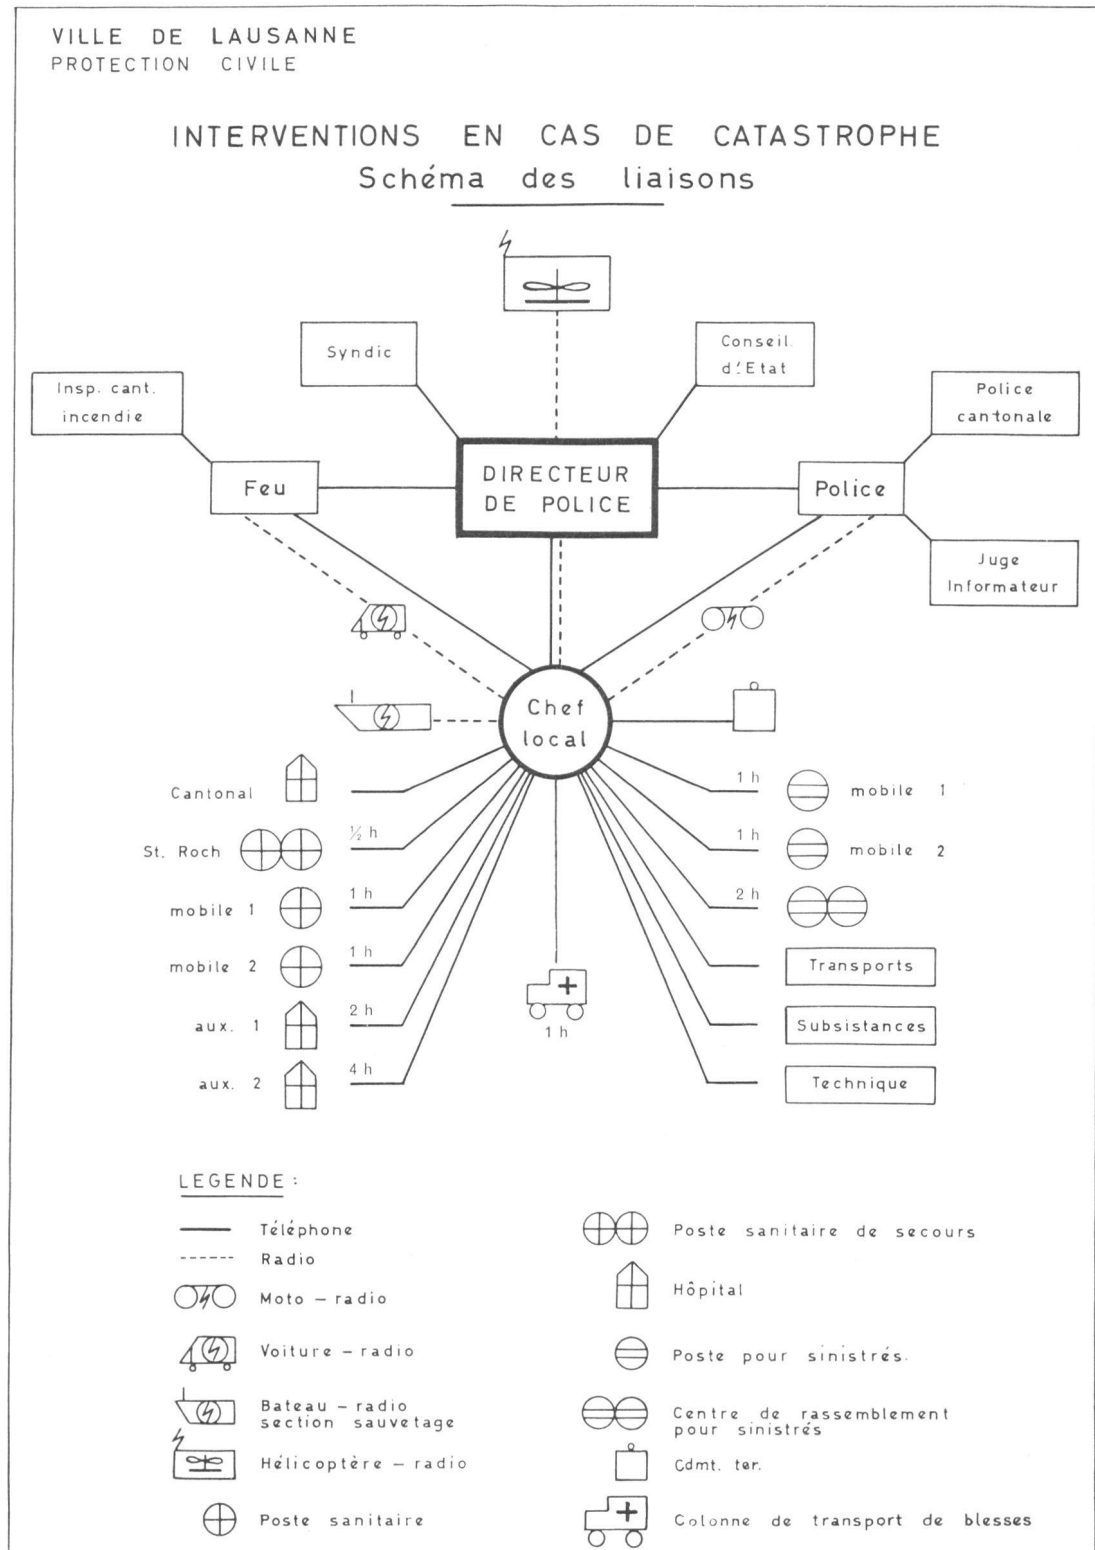 VILLE DE LAUSANNE
PROTECTION CIVILE
INTERVENTIONS EN CAS DE CATASTROPHE
Schéma des liaisons
Syndic
Conseil.
d'Etat
Insp. cant.
incendie
Police
cantonale
Feu
DIRECTEUR
DE POLICE
Police
Juge
Informateur
Chef
local
Cantonal
1 h
mobile 1
St. Roch
½ h
1 h
mobile 2
mobile 1
1 h
2 h
mobile 2
1 h
Transports
aux. 1
2 h
1 h
Subsistances
aux. 2
4 h
Technique
LEGENDE :
Téléphone
Radio
Moto – radio
Voiture – radio
Bateau – radio
section sauvetage
Hélicoptère – radio
Poste sanitaire
Poste sanitaire de secours
Hôpital
Poste pour sinistrés.
Centre de rassemblement
pour sinistrés
Cdmt. ter.
Colonne de transport de blesses